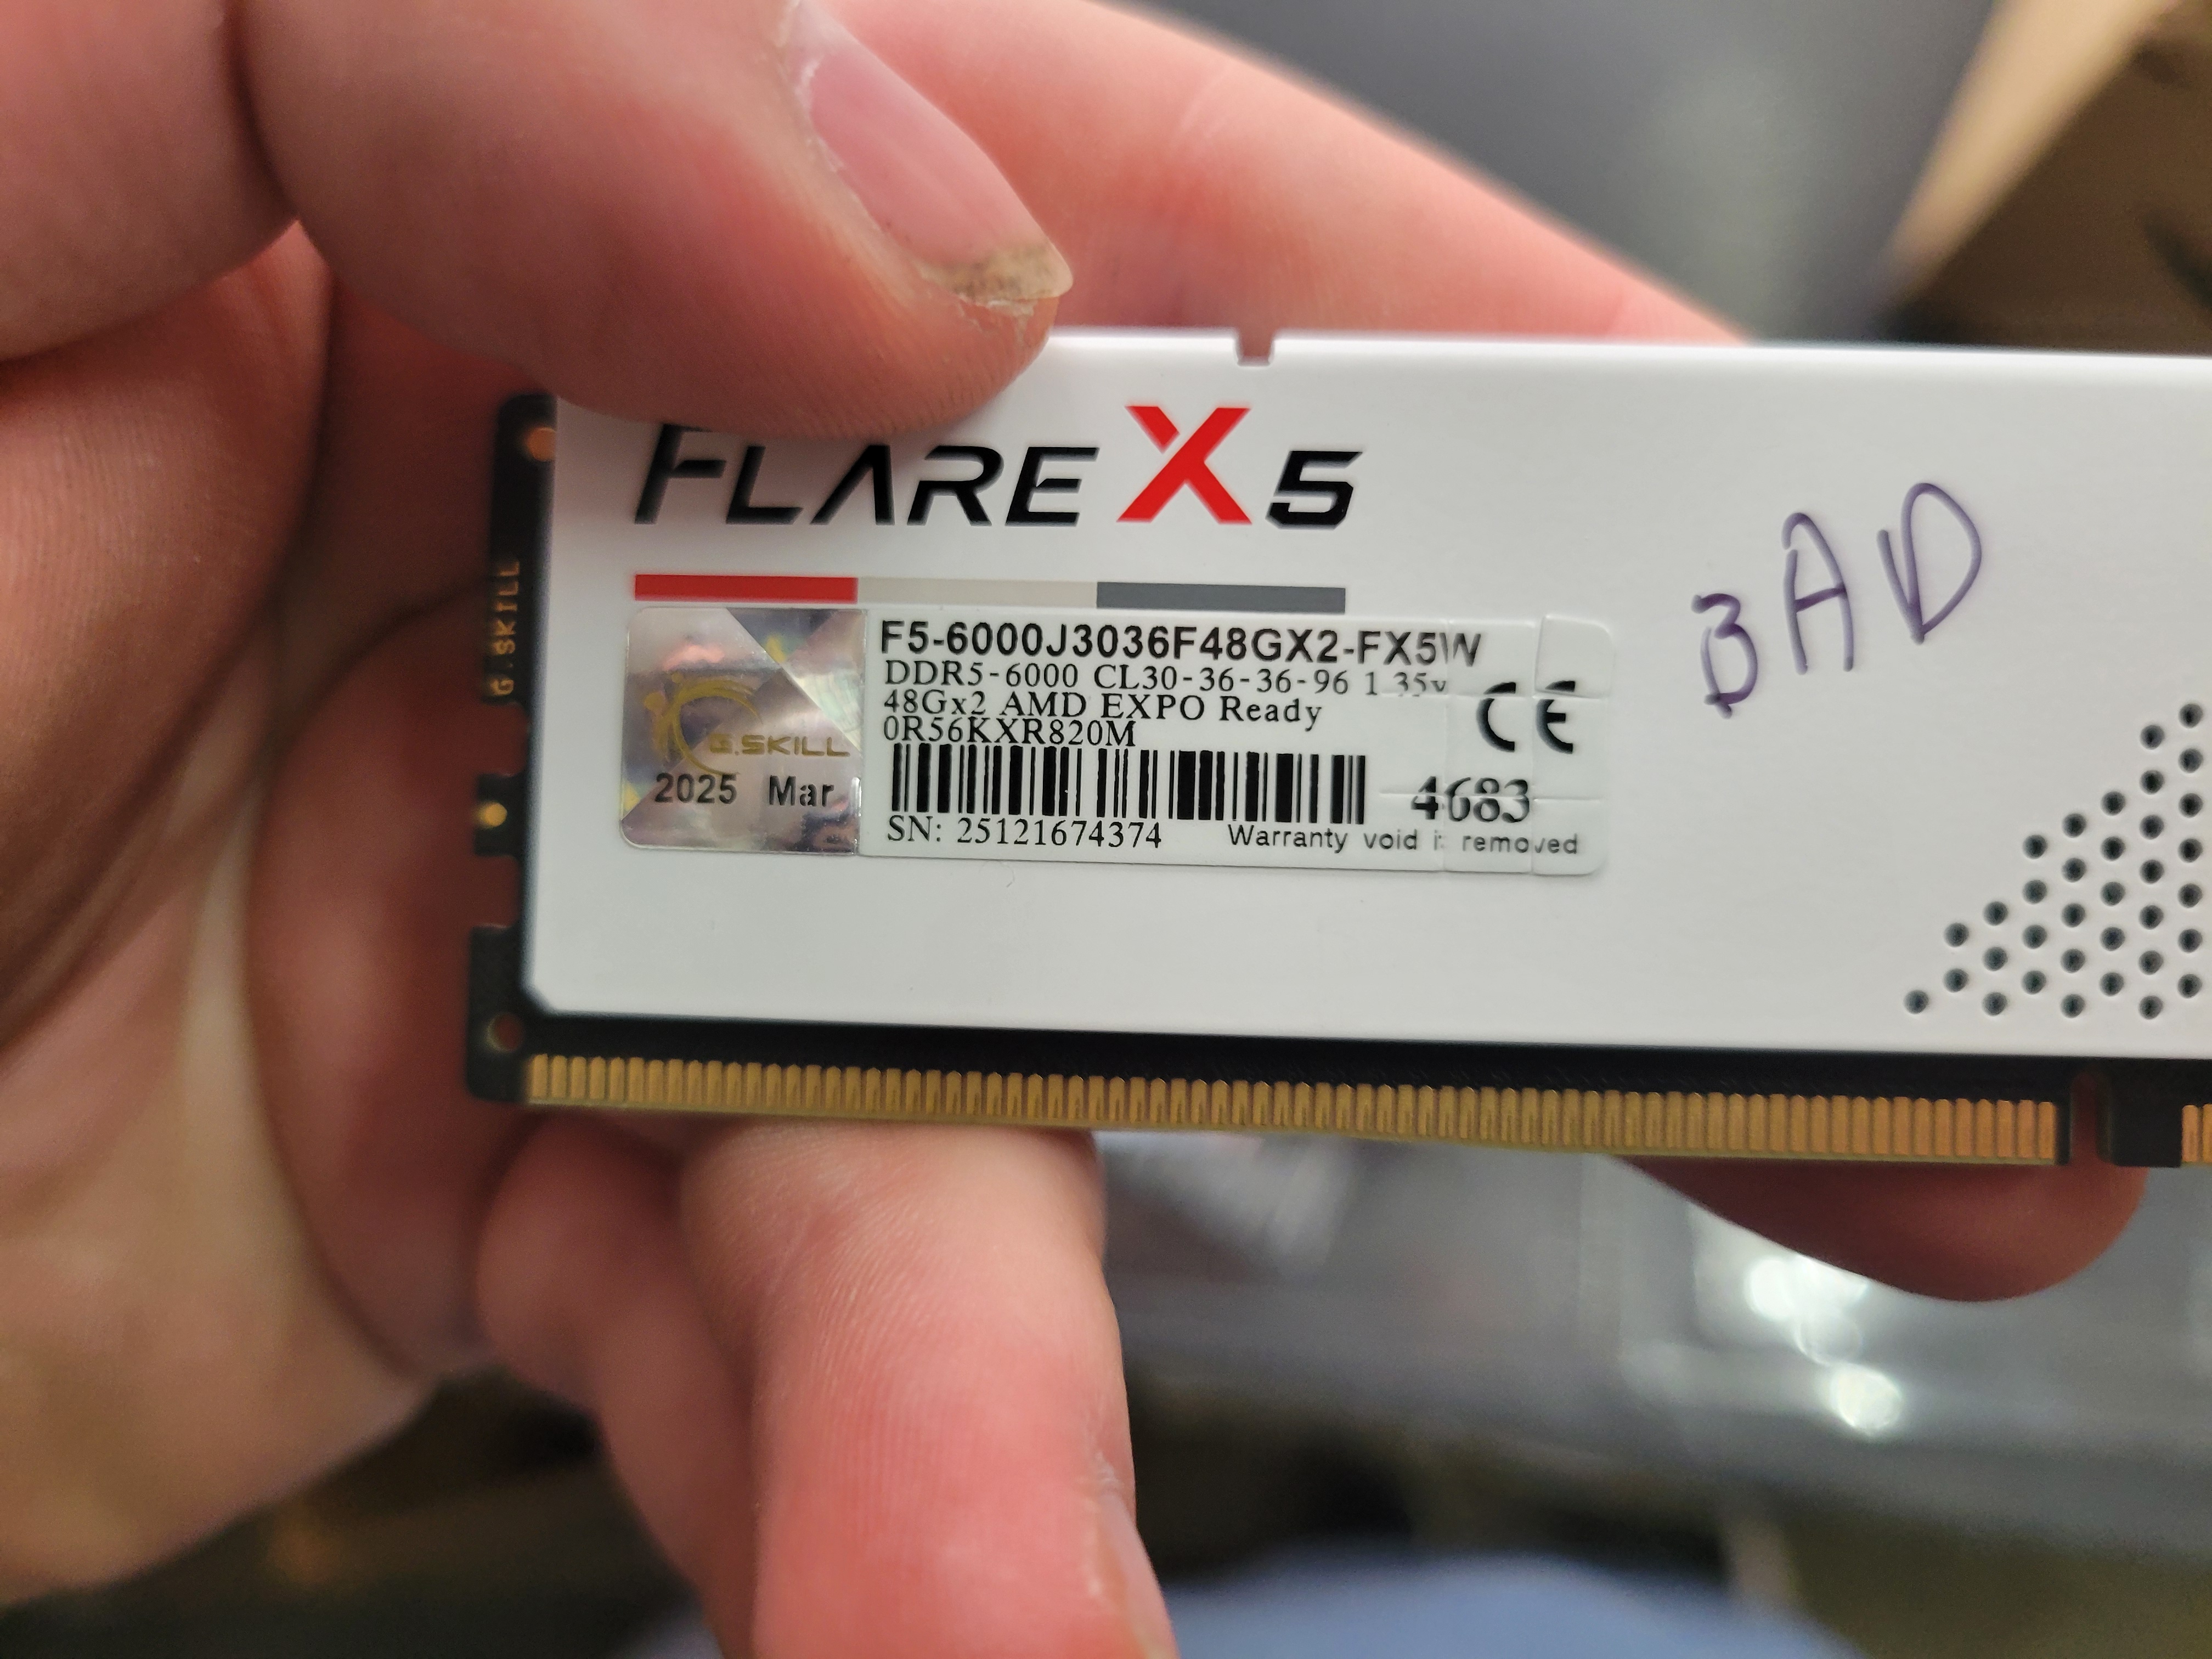 FLARE X5
BAD
F5-6000J3036F48GX2-FX5W
DDR5-6000 CL30-36-36-96 1.35v
48Gx2 AMD EXPO Ready
0R56KXR820M
CE
G.SKILL
2025 Mar
4683
SN: 25121674374
Warranty void if removed
G.SKILL